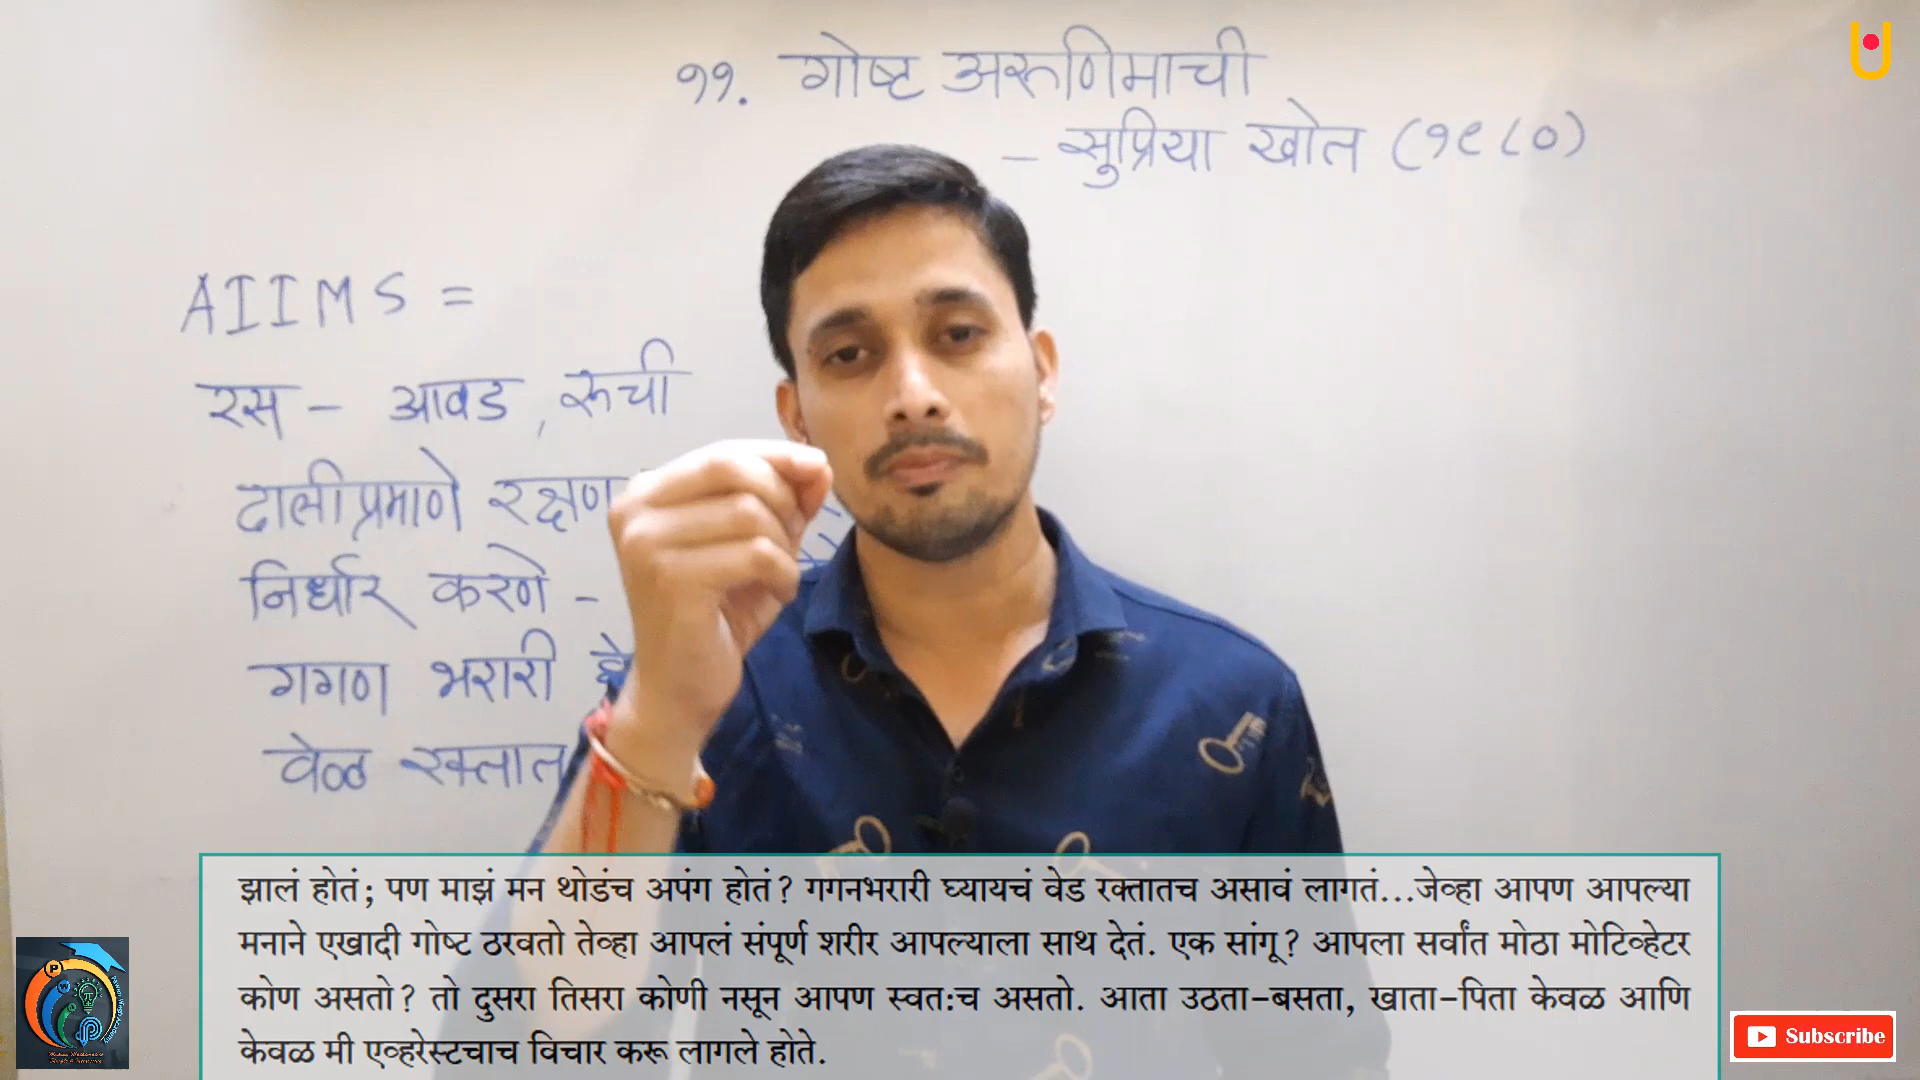 ११. गोष्ट अरूणिमाची
- सुप्रिया खोत (१९८०)
AIIMS =
रस - आवड, रूची
ढालीप्रमाणे रक्षण
निर्धार करणे -
गगण भरारी
वेळ रक्तात
झालं होतं; पण माझं मन थोडंच अपंग होतं? गगनभरारी घ्यायचं वेड रक्तातच असावं लागतं...जेव्हा आपण आपल्या
मनाने एखादी गोष्ट ठरवतो तेव्हा आपलं संपूर्ण शरीर आपल्याला साथ देतं. एक सांगू? आपला सर्वांत मोठा मोटिव्हेटर
कोण असतो? तो दुसरा तिसरा कोणी नसून आपण स्वत:च असतो. आता उठता-बसता, खाता-पिता केवळ आणि
केवळ मी एव्हरेस्टचाच विचार करू लागले होते.
Subscribe